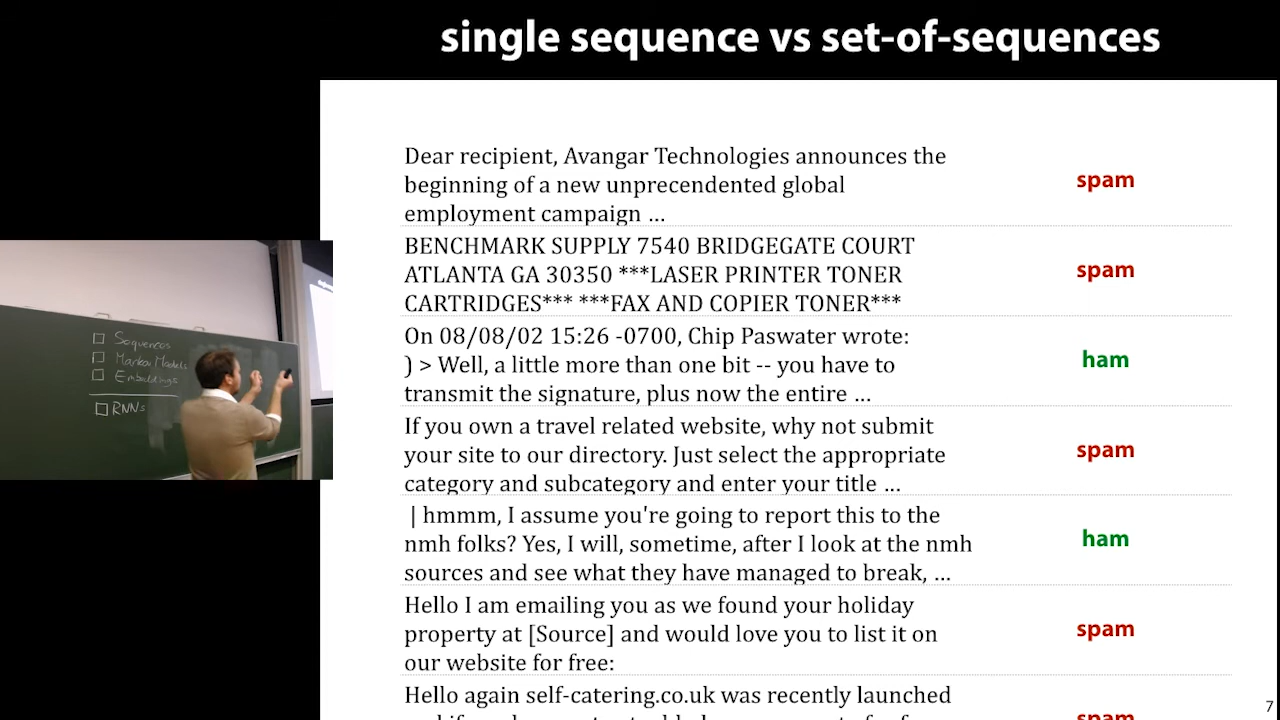 single sequence vs set-of-sequences
Dear recipient, Avangar Technologies announces the
beginning of a new unprecendented global
employment campaign ...
spam
BENCHMARK SUPPLY 7540 BRIDGEGATE COURT
ATLANTA GA 30350 ***LASER PRINTER TONER
CARTRIDGES*** ***FAX AND COPIER TONER***
spam
On 08/08/02 15:26 -0700, Chip Paswater wrote:
) > Well, a little more than one bit -- you have to
transmit the signature, plus now the entire ...
ham
If you own a travel related website, why not submit
your site to our directory. Just select the appropriate
category and subcategory and enter your title ...
spam
| hmmm, I assume you're going to report this to the
nmh folks? Yes, I will, sometime, after I look at the nmh
sources and see what they have managed to break, ...
ham
Hello I am emailing you as we found your holiday
property at [Source] and would love you to list it on
our website for free:
spam
Hello again self-catering.co.uk was recently launched
spam
Sequences
Markov Models
Embeddings
RNNs
7